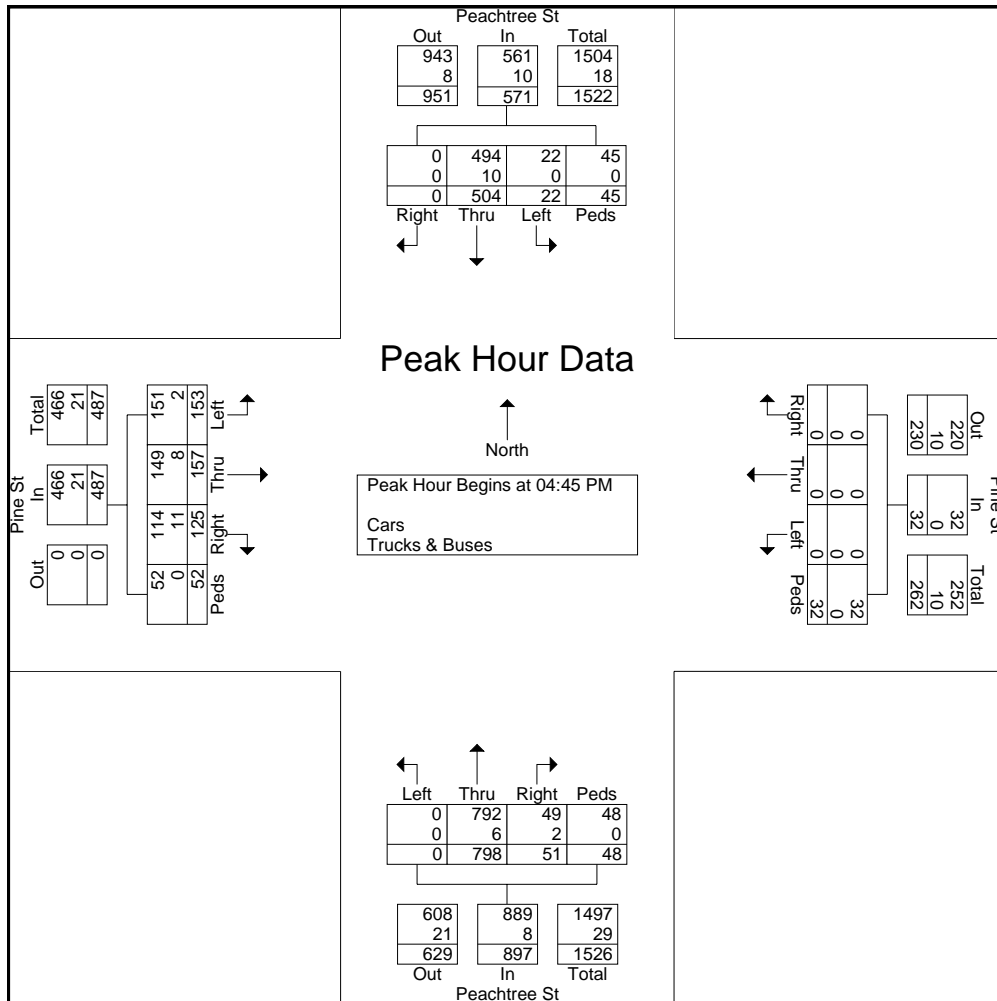 Peachtree St
Out In Total
943 561 1504
8 10 18
951 571 1522
0 494 22 45
0 10 0 0
0 504 22 45
Right Thru Left Peds
Peak Hour Data
North
Peak Hour Begins at 04:45 PM
Cars
Trucks & Buses
Pine St
Out In Total
0 466 466
0 21 21
0 487 487
151 149 114 52
2 8 11 0
153 157 125 52
Left Thru Right Peds
Pine St
Out In Total
220 32 252
10 0 10
230 32 262
0 0 0 32
0 0 0 0
0 0 0 32
Right Thru Left Peds
Left Thru Right Peds
0 792 49 48
0 6 2 0
0 798 51 48
608 889 1497
21 8 29
629 897 1526
Out In Total
Peachtree St